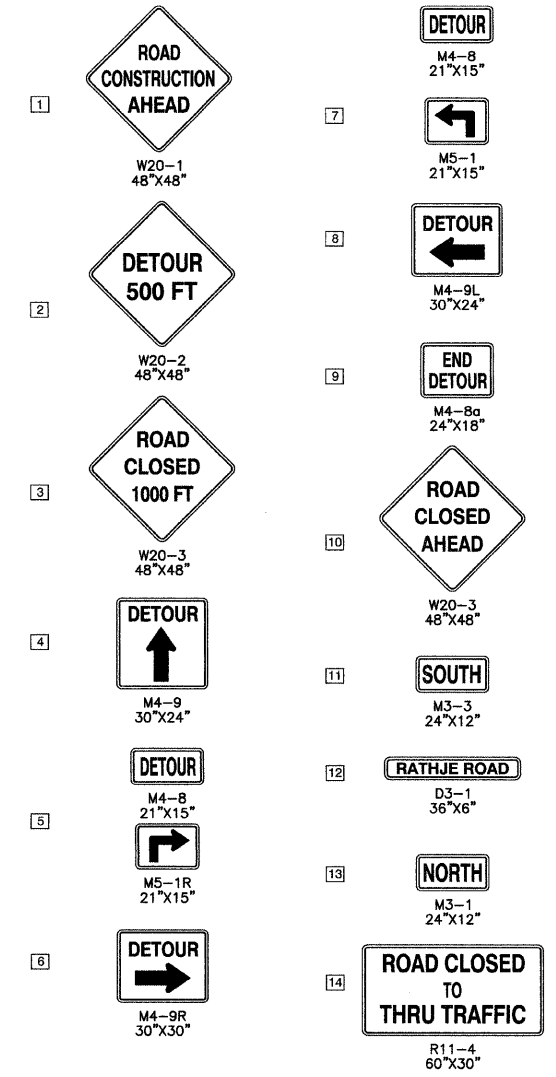 1
ROAD
CONSTRUCTION
AHEAD
W20-1
48"X48"
2
DETOUR
500 FT
W20-2
48"X48"
3
ROAD
CLOSED
1000 FT
W20-3
48"X48"
4
DETOUR
M4-9
30"X24"
5
DETOUR
M4-8
21"X15"
M5-1R
21"X15"
6
DETOUR
M4-9R
30"X30"
7
DETOUR
M4-8
21"X15"
M5-1
21"X15"
8
DETOUR
M4-9L
30"X24"
9
END
DETOUR
M4-8a
24"X18"
10
ROAD
CLOSED
AHEAD
W20-3
48"X48"
11
SOUTH
M3-3
24"X12"
12
RATHJE ROAD
D3-1
36"X6"
13
NORTH
M3-1
24"X12"
14
ROAD CLOSED
TO
THRU TRAFFIC
R11-4
60"X30"